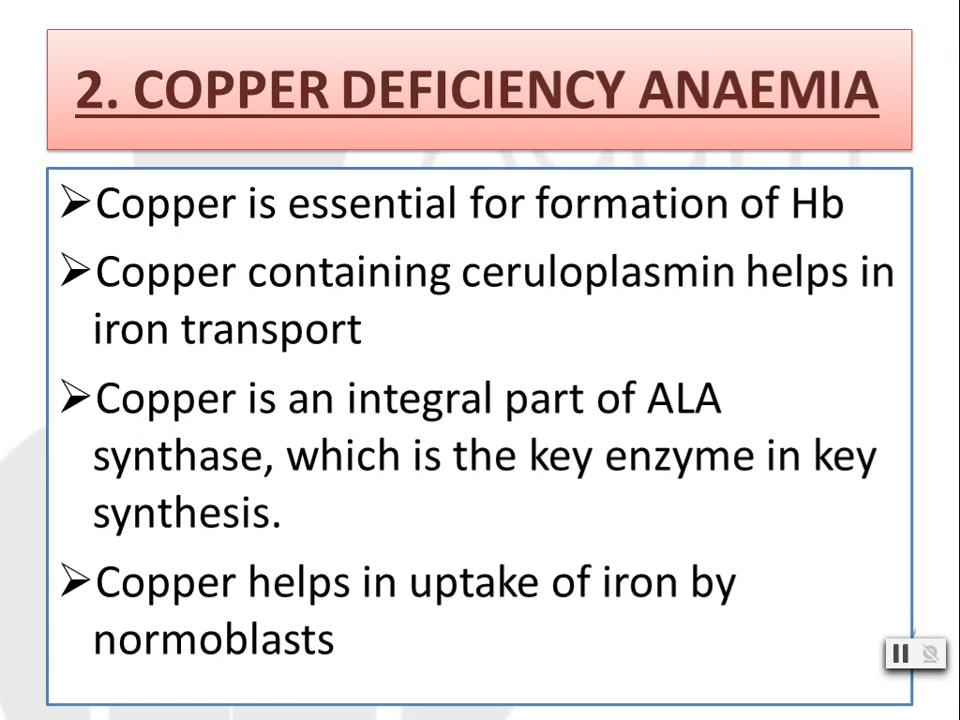 2. COPPER DEFICIENCY ANAEMIA
➢Copper is essential for formation of Hb
➢Copper containing ceruloplasmin helps in
iron transport
➢Copper is an integral part of ALA
synthase, which is the key enzyme in key
synthesis.
➢Copper helps in uptake of iron by
normoblasts